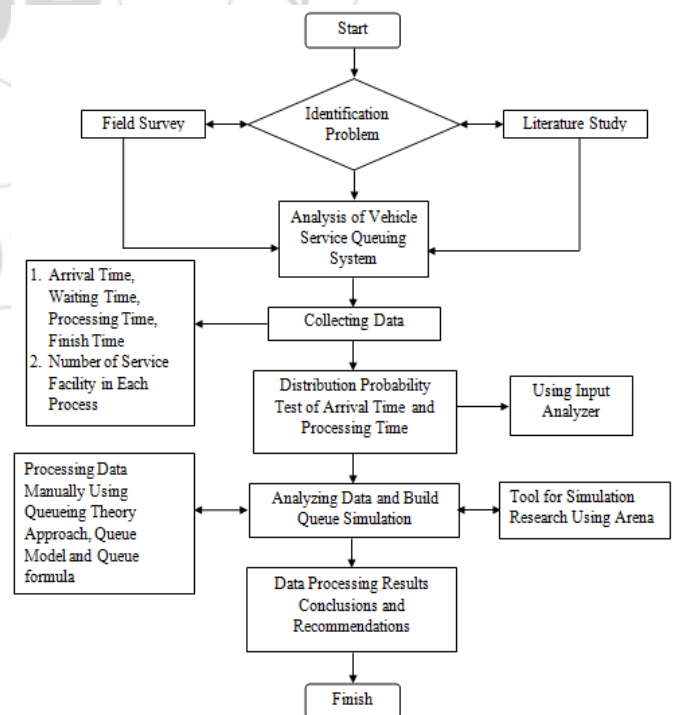 Start
Identification
Problem
Field Survey
Literature Study
Analysis of Vehicle
Service Queuing
System
1. Arrival Time,
Waiting Time,
Processing Time,
Finish Time
2. Number of Service
Facility in Each
Process
Collecting Data
Distribution Probability
Test of Arrival Time and
Processing Time
Using Input
Analyzer
Processing Data
Manually Using
Queueing Theory
Approach, Queue
Model and Queue
formula
Analyzing Data and Build
Queue Simulation
Tool for Simulation
Research Using Arena
Data Processing Results
Conclusions and
Recommendations
Finish